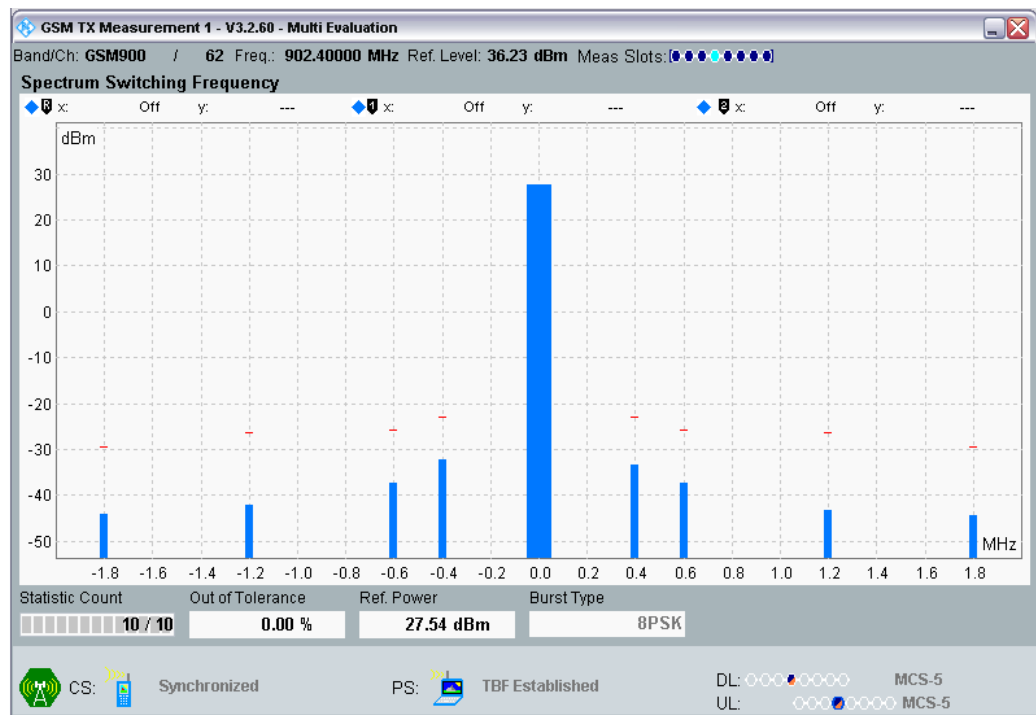 GSM TX Measurement 1 - V3.2.60 - Multi Evaluation
Band/Ch: GSM900 / 62 Freq.: 902.40000 MHz Ref. Level: 36.23 dBm Meas Slots:
Spectrum Switching Frequency
R x: Off y: --- 1 x: Off y: --- 2 x: Off y: ---
dBm
30
20
10
0
-10
-20
-30
-40
-50
MHz
-1.8 -1.6 -1.4 -1.2 -1.0 -0.8 -0.6 -0.4 -0.2 0.0 0.2 0.4 0.6 0.8 1.0 1.2 1.4 1.6 1.8
Statistic Count Out of Tolerance Ref. Power Burst Type
10 / 10 0.00 % 27.54 dBm 8PSK
CS: Synchronized PS: TBF Established DL: MCS-5
UL: MCS-5